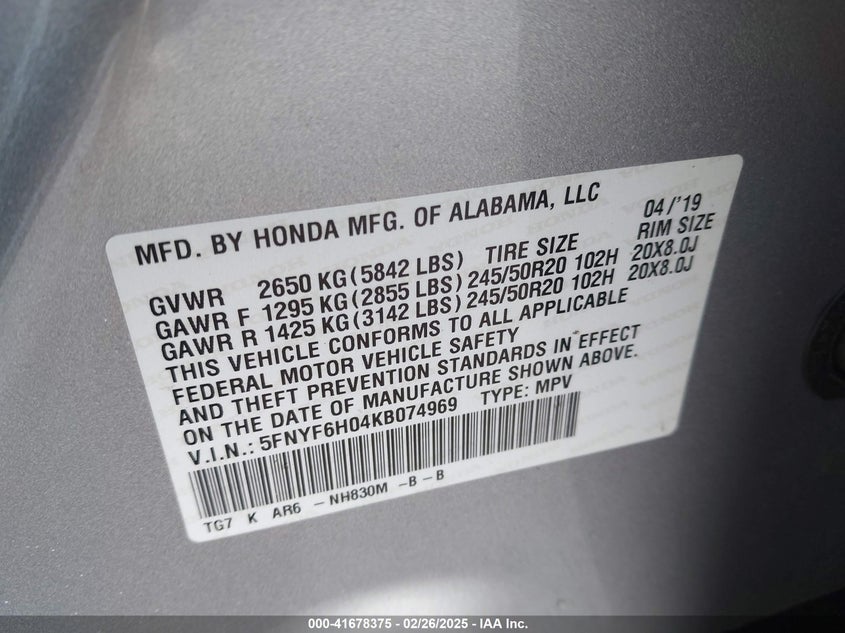 MFD. BY HONDA MFG. OF ALABAMA, LLC 04/'19
GVWR 2650 KG(5842 LBS) TIRE SIZE RIM SIZE
GAWR F 1295 KG(2855 LBS)245/50R20 102H 20X8.0J
GAWR R 1425 KG(3142 LBS)245/50R20 102H 20X8.0J
THIS VEHICLE CONFORMS TO ALL APPLICABLE
FEDERAL MOTOR VEHICLE SAFETY
AND THEFT PREVENTION STANDARDS IN EFFECT
ON THE DATE OF MANUFACTURE SHOWN ABOVE.
V.I.N.: 5FNYF6H04KB074969 TYPE: MPV
TG7 K AR6 -NH830M -B-B
000-41678375 - 02/26/2025 - IAA Inc.